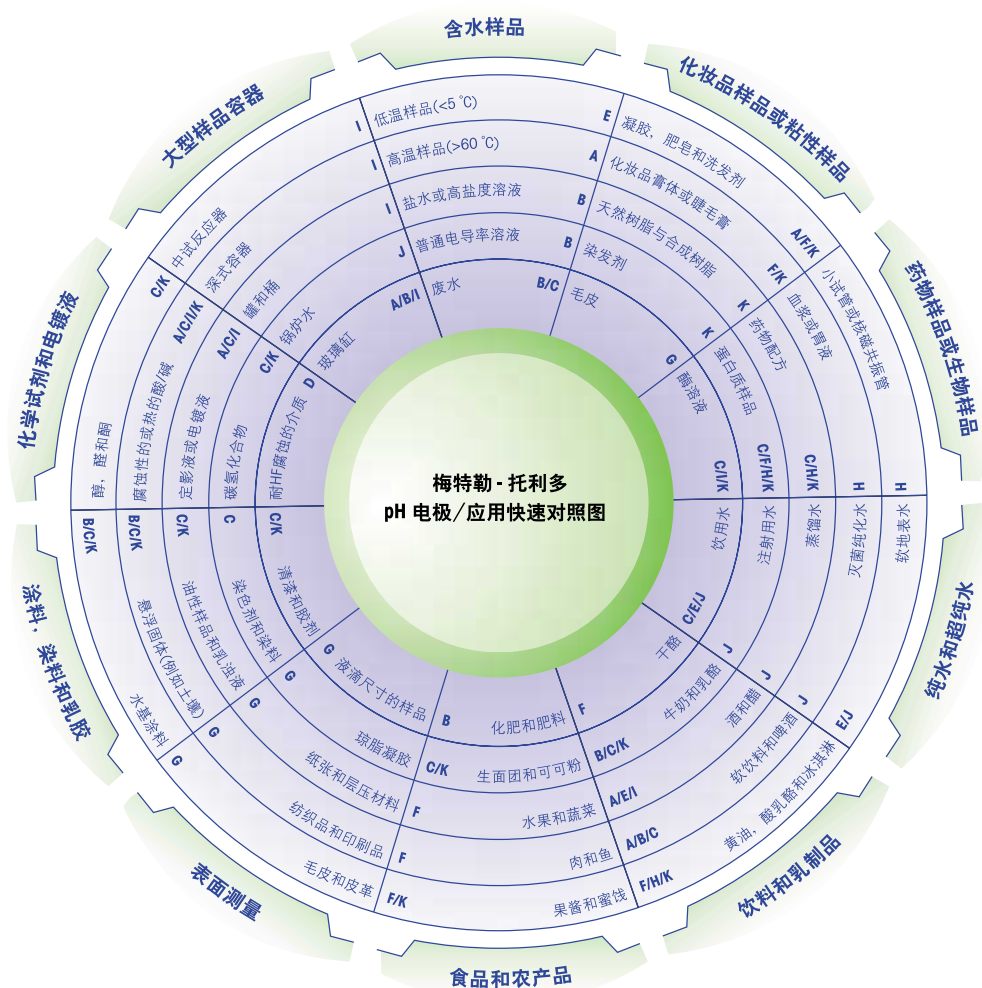 梅特勒-托利多
pH 电极/应用快速对照图
含水样品
低温样品(<5 ℃)
E
高温样品(>60 ℃)
A
盐水或高盐度溶液
B
普通电导率溶液
B
废水
B/C
化妆品样品或粘性样品
凝胶，肥皂和洗发剂
A/F/K
化妆品膏体或睫毛膏
F/K
天然树脂与合成树脂
K
染发剂
K
毛皮
G
药物样品或生物样品
小试管或核磁共振管
H
血浆或胃液
H
药物配方
C/H/K
蛋白质样品
C/F/H/K
酶溶液
C/I/K
纯水和超纯水
软地表水
E/J
灭菌纯化水
J
蒸馏水
J
注射用水
J
饮用水
C/E/J
饮料和乳制品
黄油，酸乳酪和冰淇淋
F/H/K
软饮料和啤酒
A/B/C
酒和醋
A/E/I
牛奶和乳酪
B/C/K
干酪
F
食品和农产品
果酱和蜜饯
F/K
肉和鱼
F
水果和蔬菜
F
生面团和可可粉
C/K
化肥和肥料
B
表面测量
毛皮和皮革
G
纺织品和印刷品
G
纸张和层压材料
G
琼脂凝胶
G
液滴尺寸的样品
G
涂料，染料和乳胶
水基涂料
B/C/K
悬浮固体(例如土壤)
B/C/K
油性样品和乳浊液
C/K
染色剂和染料
C
清漆和胶剂
C/K
化学试剂和电镀液
醇，醛和酮
C/K
腐蚀性的或热的酸/碱
A/C/I/K
定影液或电镀液
A/C/I
碳氢化合物
C/K
耐HF腐蚀的介质
D
大型样品容器
中试反应器
I
深式容器
I
罐和桶
I
锅炉水
J
玻璃缸
A/B/I